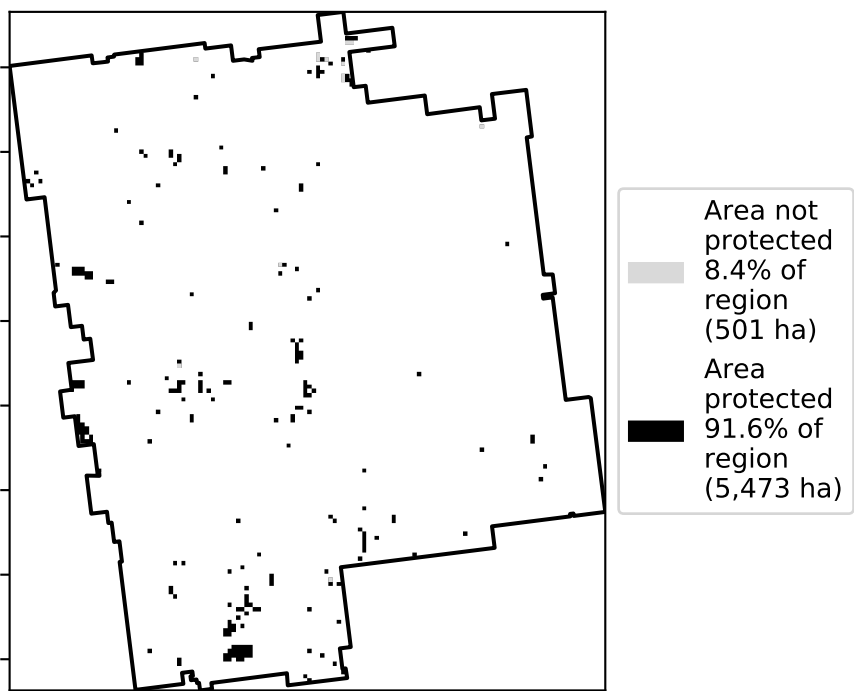 Area not
protected
8.4% of
region
(501 ha)
Area
protected
91.6% of
region
(5,473 ha)